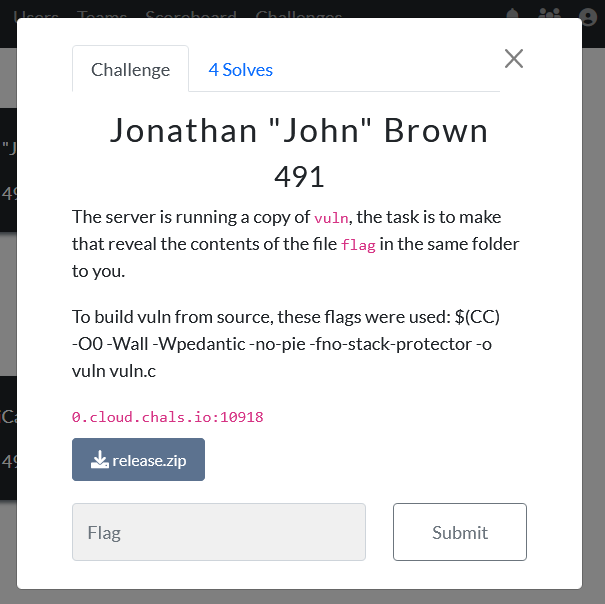 Users Teams Scoreboard Challenges
Challenge
4 Solves
Jonathan "John" Brown
491
The server is running a copy of vuln, the task is to make
that reveal the contents of the file flag in the same folder
to you.
To build vuln from source, these flags were used: $(CC)
-O0 -Wall -Wpedantic -no-pie -fno-stack-protector -o
vuln vuln.c
0.cloud.chals.io:10918
release.zip
Flag
Submit
"J
49
Ca
49